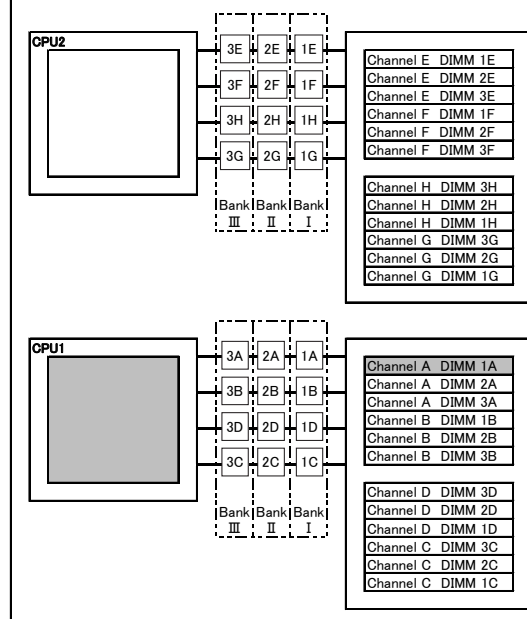 CPU2
3E 2E 1E
3F 2F 1F
3H 2H 1H
3G 2G 1G
Bank Bank Bank
Ⅲ Ⅱ Ⅰ
Channel E DIMM 1E
Channel E DIMM 2E
Channel E DIMM 3E
Channel F DIMM 1F
Channel F DIMM 2F
Channel F DIMM 3F
Channel H DIMM 3H
Channel H DIMM 2H
Channel H DIMM 1H
Channel G DIMM 3G
Channel G DIMM 2G
Channel G DIMM 1G
CPU1
3A 2A 1A
3B 2B 1B
3D 2D 1D
3C 2C 1C
Bank Bank Bank
Ⅲ Ⅱ Ⅰ
Channel A DIMM 1A
Channel A DIMM 2A
Channel A DIMM 3A
Channel B DIMM 1B
Channel B DIMM 2B
Channel B DIMM 3B
Channel D DIMM 3D
Channel D DIMM 2D
Channel D DIMM 1D
Channel C DIMM 3C
Channel C DIMM 2C
Channel C DIMM 1C